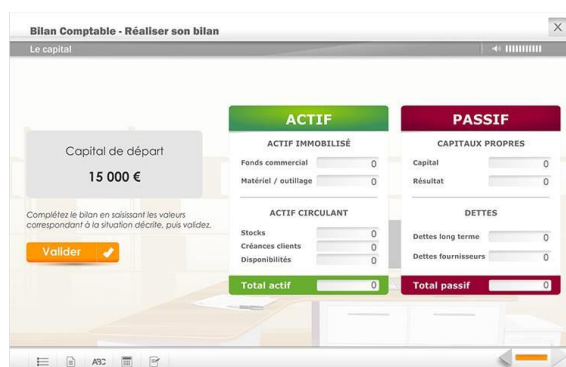 Bilan Comptable - Réaliser son bilan
X
Le capital
Capital de départ
15 000 €
Complétez le bilan en saisissant les valeurs
correspondant à la situation décrite, puis validez.
Valider
ACTIF
ACTIF IMMOBILISÉ
Fonds commercial 0
Matériel / outillage 0
ACTIF CIRCULANT
Stocks 0
Créances clients 0
Disponibilités 0
Total actif 0
PASSIF
CAPITAUX PROPRES
Capital 0
Résultat 0
DETTES
Dettes long terme 0
Dettes fournisseurs 0
Total passif 0
ABC